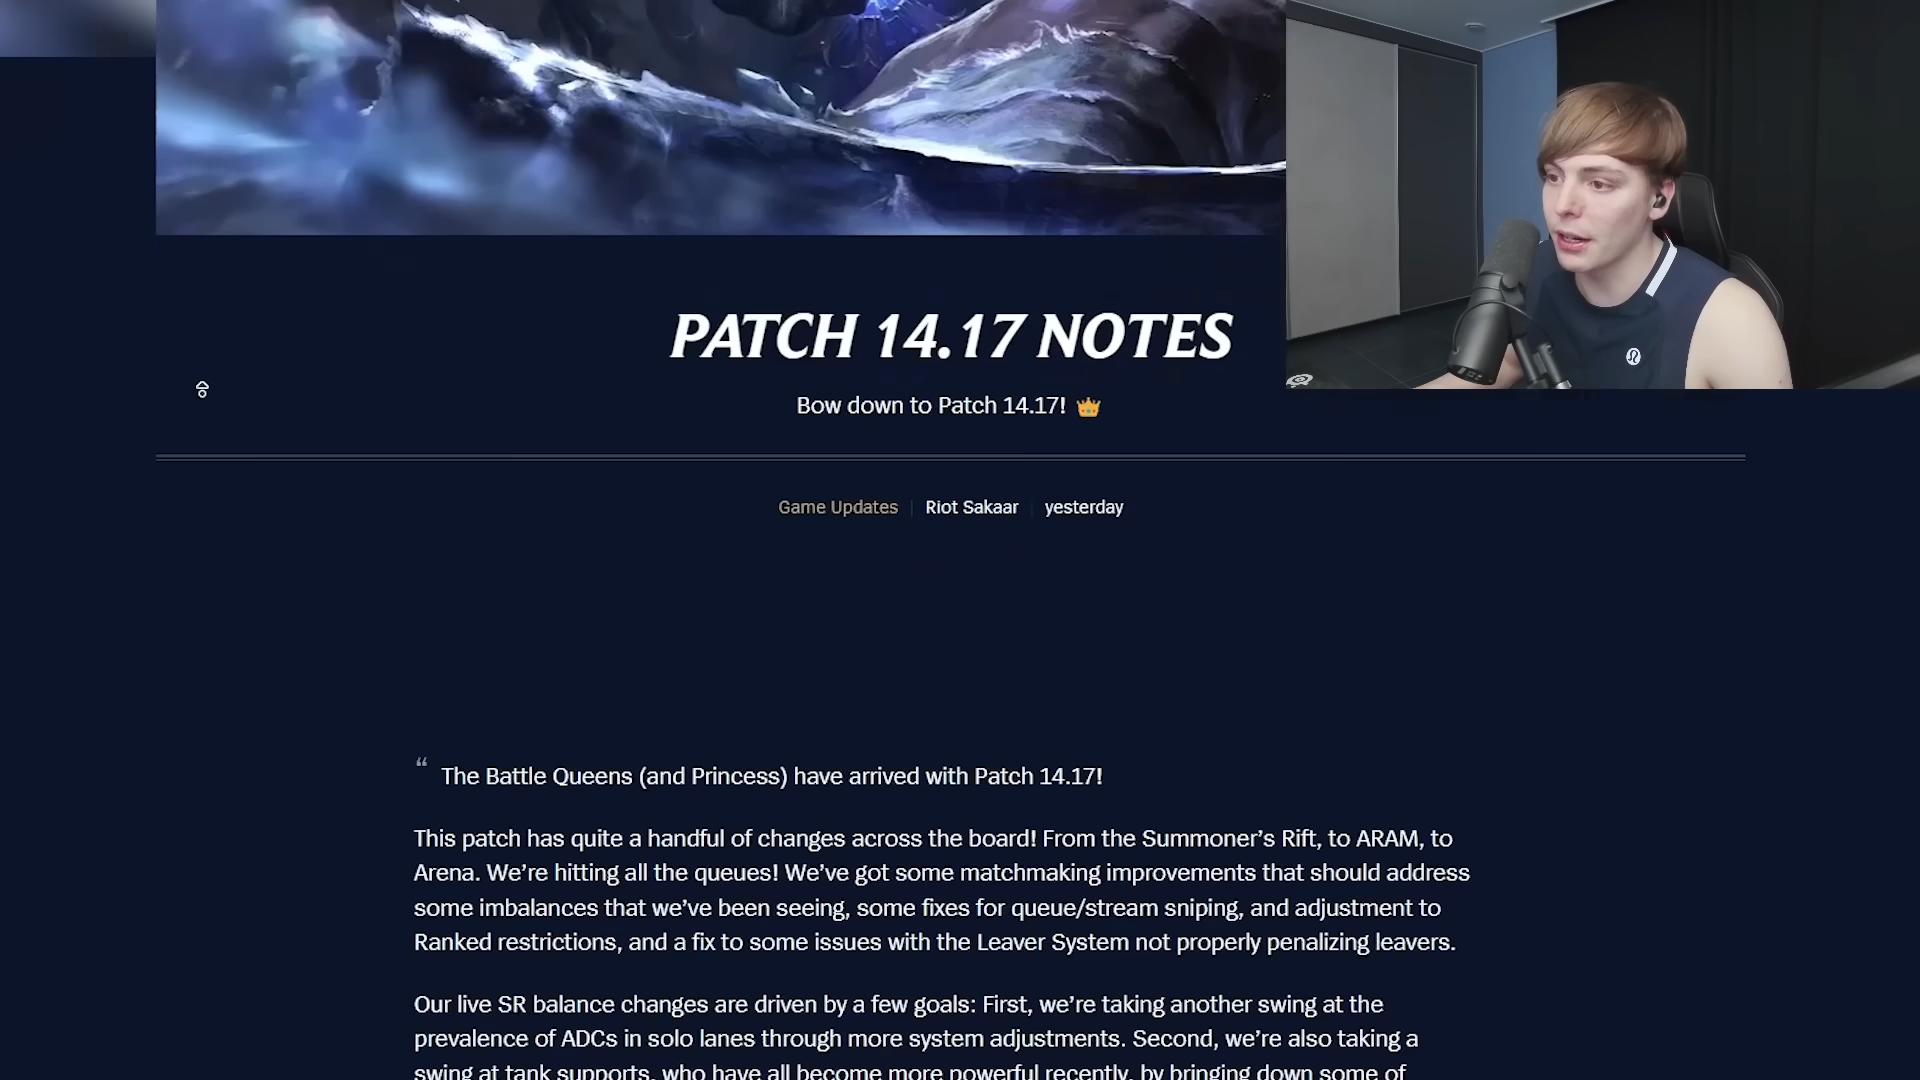 PATCH 14.17 NOTES
Bow down to Patch 14.17! 👑
Game Updates | Riot Sakaar | yesterday
“ The Battle Queens (and Princess) have arrived with Patch 14.17!
This patch has quite a handful of changes across the board! From the Summoner’s Rift, to ARAM, to
Arena. We’re hitting all the queues! We’ve got some matchmaking improvements that should address
some imbalances that we’ve been seeing, some fixes for queue/stream sniping, and adjustment to
Ranked restrictions, and a fix to some issues with the Leaver System not properly penalizing leavers.
Our live SR balance changes are driven by a few goals: First, we’re taking another swing at the
prevalence of ADCs in solo lanes through more system adjustments. Second, we’re also taking a
swing at tank supports, who have all become more powerful recently, by bringing down some of